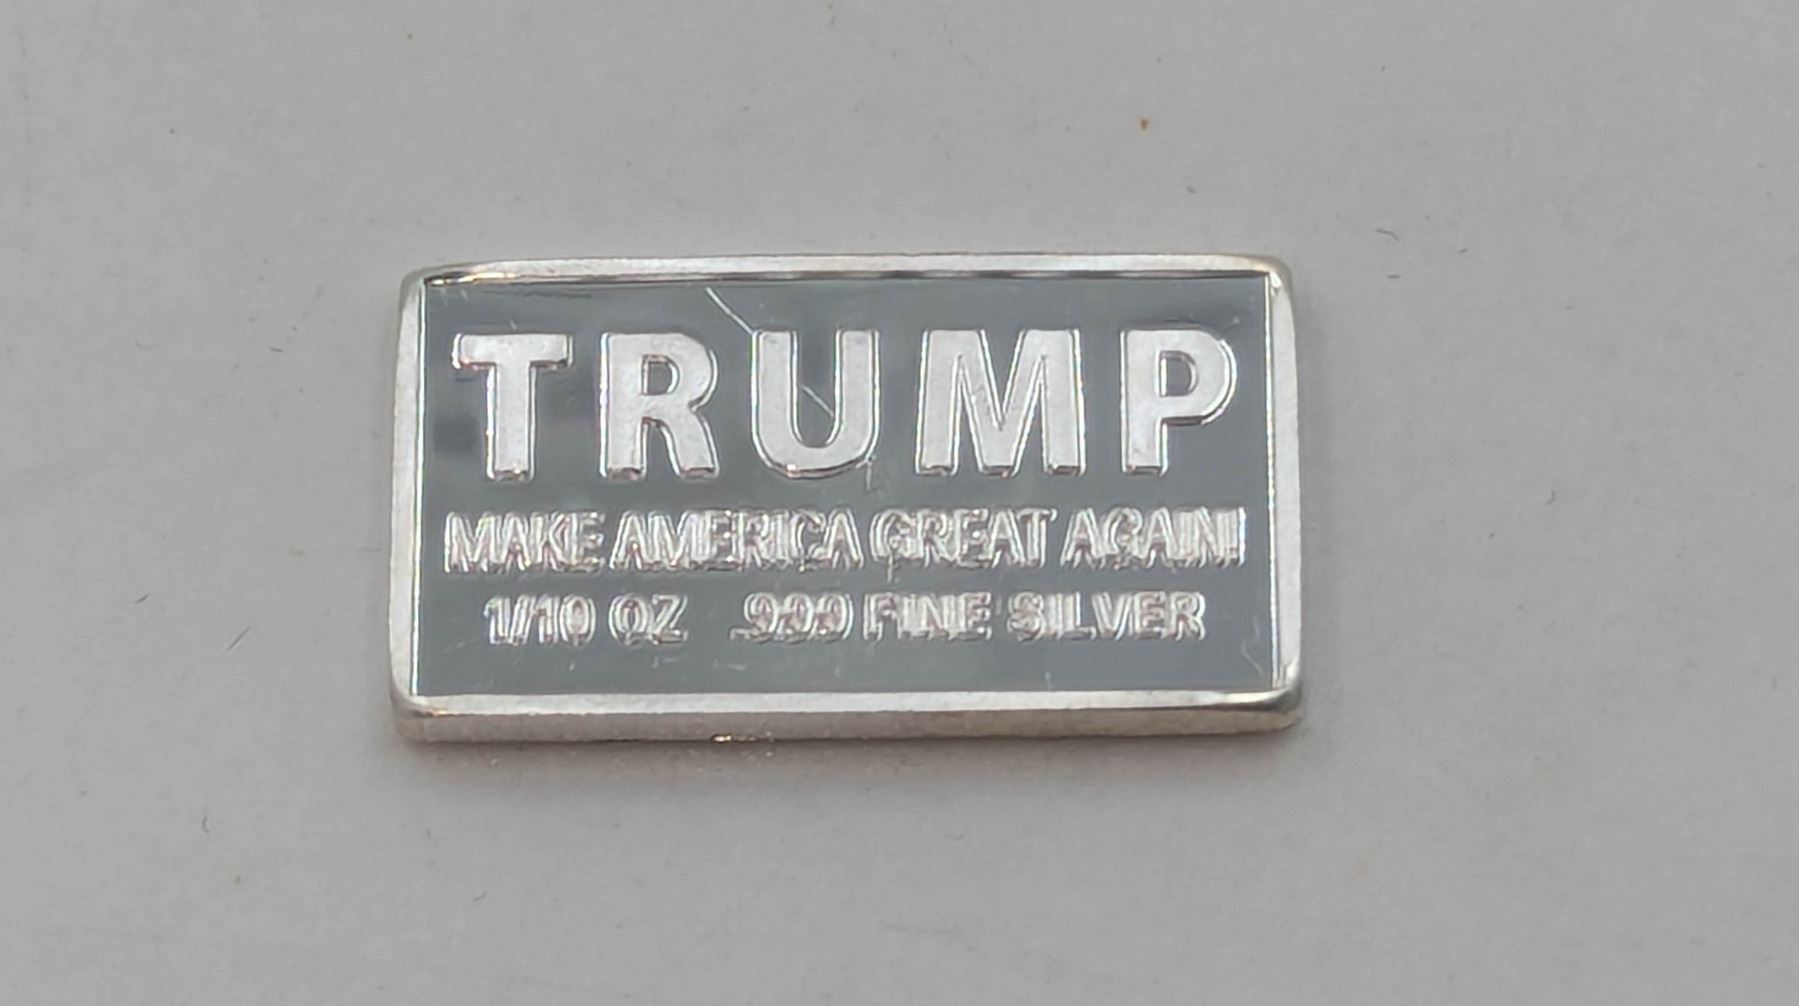 TRUMP
MAKE AMERICA GREAT AGAIN!
1/10 OZ .999 FINE SILVER